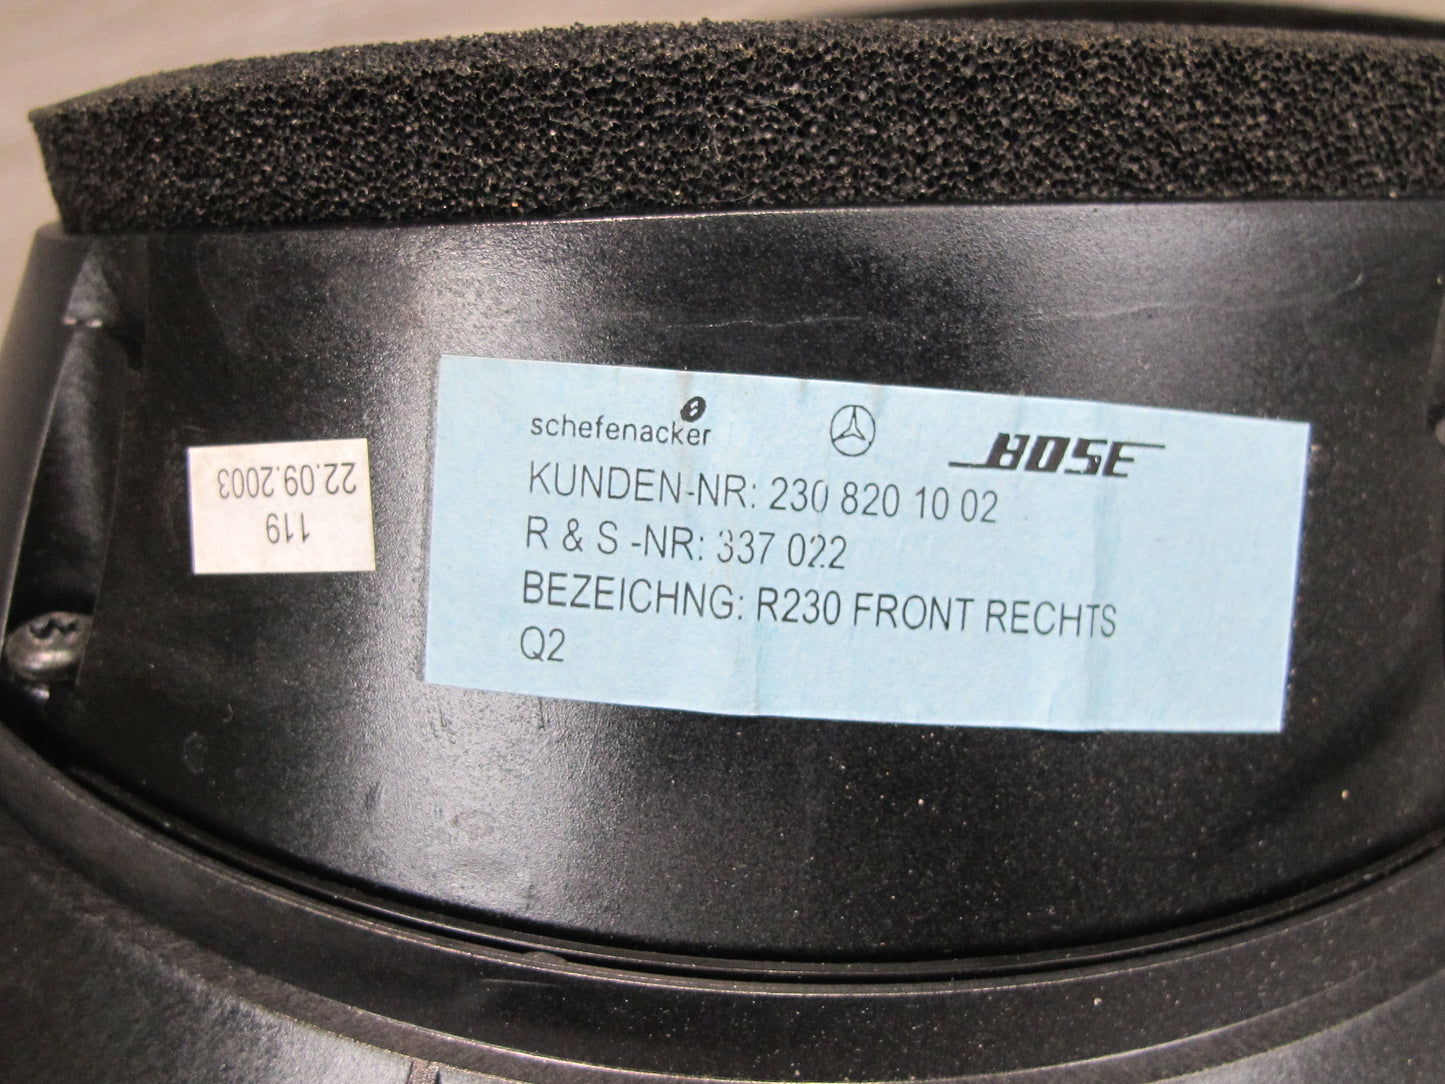 schefenacker
BOSE
KUNDEN-NR: 230 820 10 02
R & S -NR: 337 022
BEZEICHNG: R230 FRONT RECHTS
Q2
119
22.09.2003